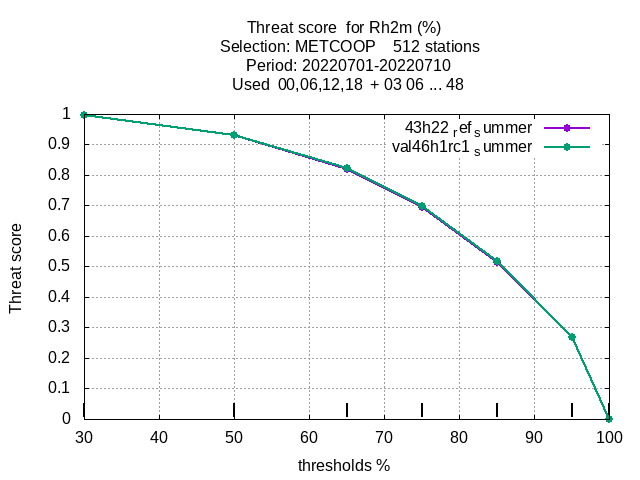 Threat score for Rh2m (%)
Selection: METCOOP 512 stations
Period: 20220701-20220710
Used 00,06,12,18 + 03 06 ... 48
43h22 ref summer
val46h1rc1 summer
1
0.9
0.8
0.7
0.6
0.5
0.4
0.3
0.2
0.1
0
Threat score
30 40 50 60 70 80 90 100
thresholds %